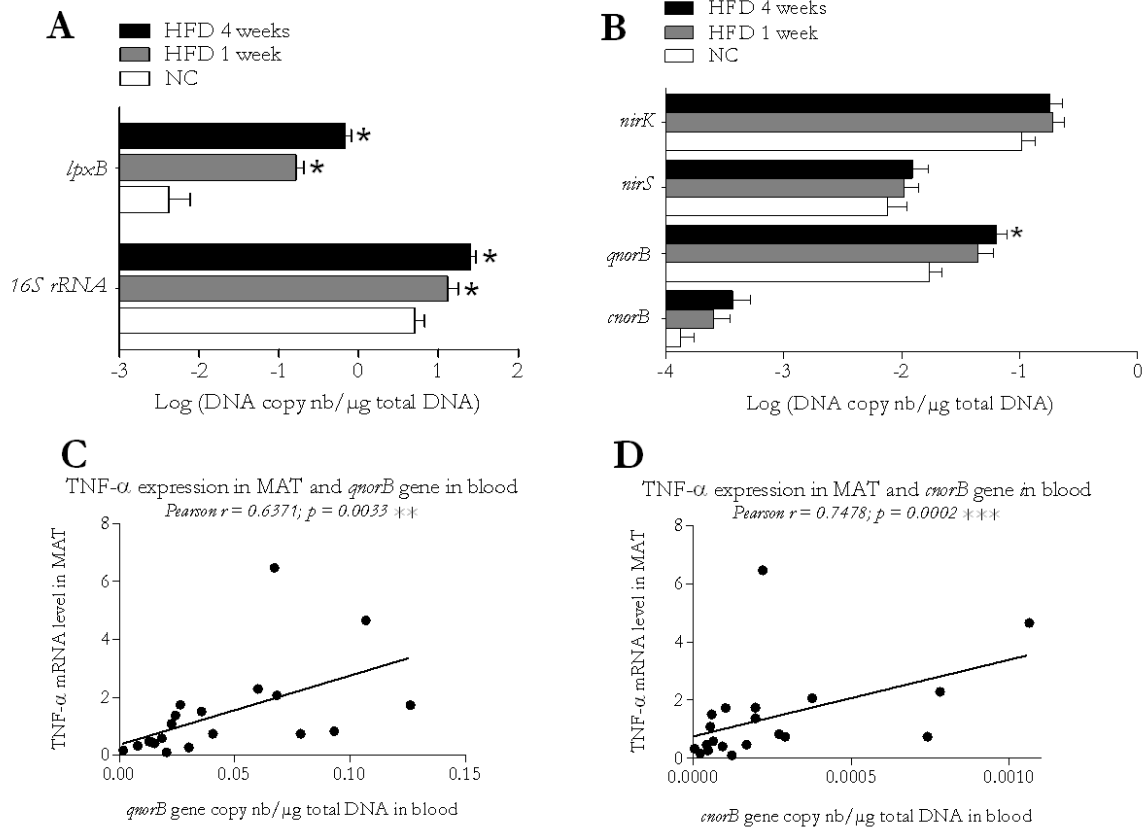 A
HFD 4 weeks
HFD 1 week
NC
lpxB
*
*
16S rRNA
*
*
-3 -2 -1 0 1 2
Log (DNA copy nb/μg total DNA)
B
HFD 4 weeks
HFD 1 week
NC
nirK
nirS
qnorB
*
cnorB
-4 -3 -2 -1 0
Log (DNA copy nb/μg total DNA)
C
TNF-α expression in MAT and qnorB gene in blood
Pearson r = 0.6371; p = 0.0033 **
TNF-α mRNA level in MAT
8
6
4
2
0
0.00 0.05 0.10 0.15
qnorB gene copy nb/μg total DNA in blood
D
TNF-α expression in MAT and cnorB gene in blood
Pearson r = 0.7478; p = 0.0002 ***
TNF-α mRNA level in MAT
8
6
4
2
0
0.0000 0.0005 0.0010
cnorB gene copy nb/μg total DNA in blood